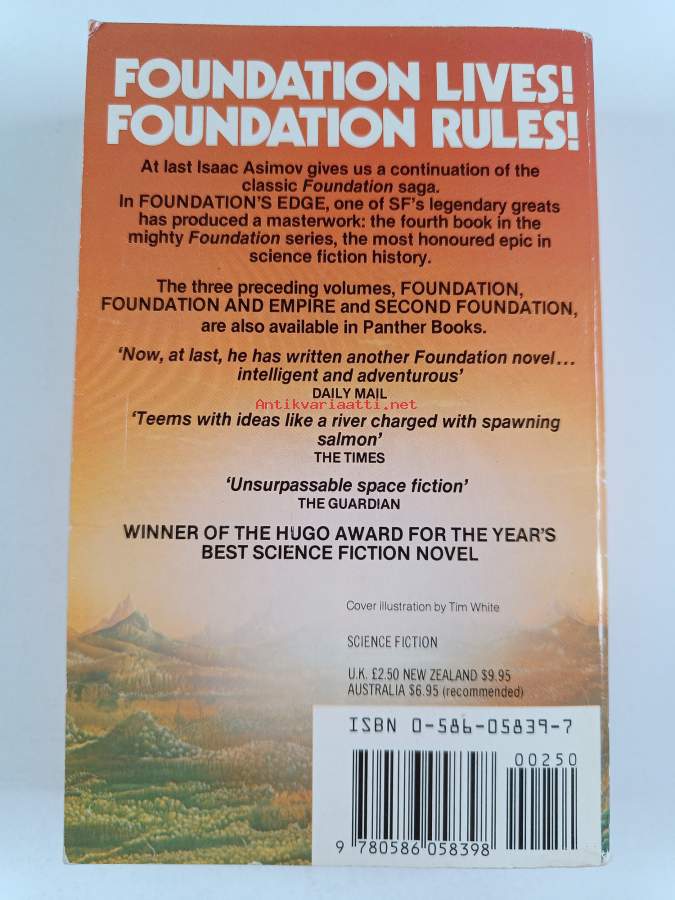 FOUNDATION LIVES!
FOUNDATION RULES!
At last Isaac Asimov gives us a continuation of the
classic Foundation saga.
In FOUNDATION'S EDGE, one of SF's legendary greats
has produced a masterwork: the fourth book in the
mighty Foundation series, the most honoured epic in
science fiction history.
The three preceding volumes, FOUNDATION,
FOUNDATION AND EMPIRE and SECOND FOUNDATION,
are also available in Panther Books.
‘Now, at last, he has written another Foundation novel...
intelligent and adventurous’
DAILY MAIL
Antikvariaatti.net
‘Teems with ideas like a river charged with spawning
salmon’
THE TIMES
‘Unsurpassable space fiction’
THE GUARDIAN
WINNER OF THE HUGO AWARD FOR THE YEAR'S
BEST SCIENCE FICTION NOVEL
Cover illustration by Tim White
SCIENCE FICTION
U.K. £2.50 NEW ZEALAND $9.95
AUSTRALIA $6.95 (recommended)
ISBN 0-586-05839-7
00250
9 780586 058398